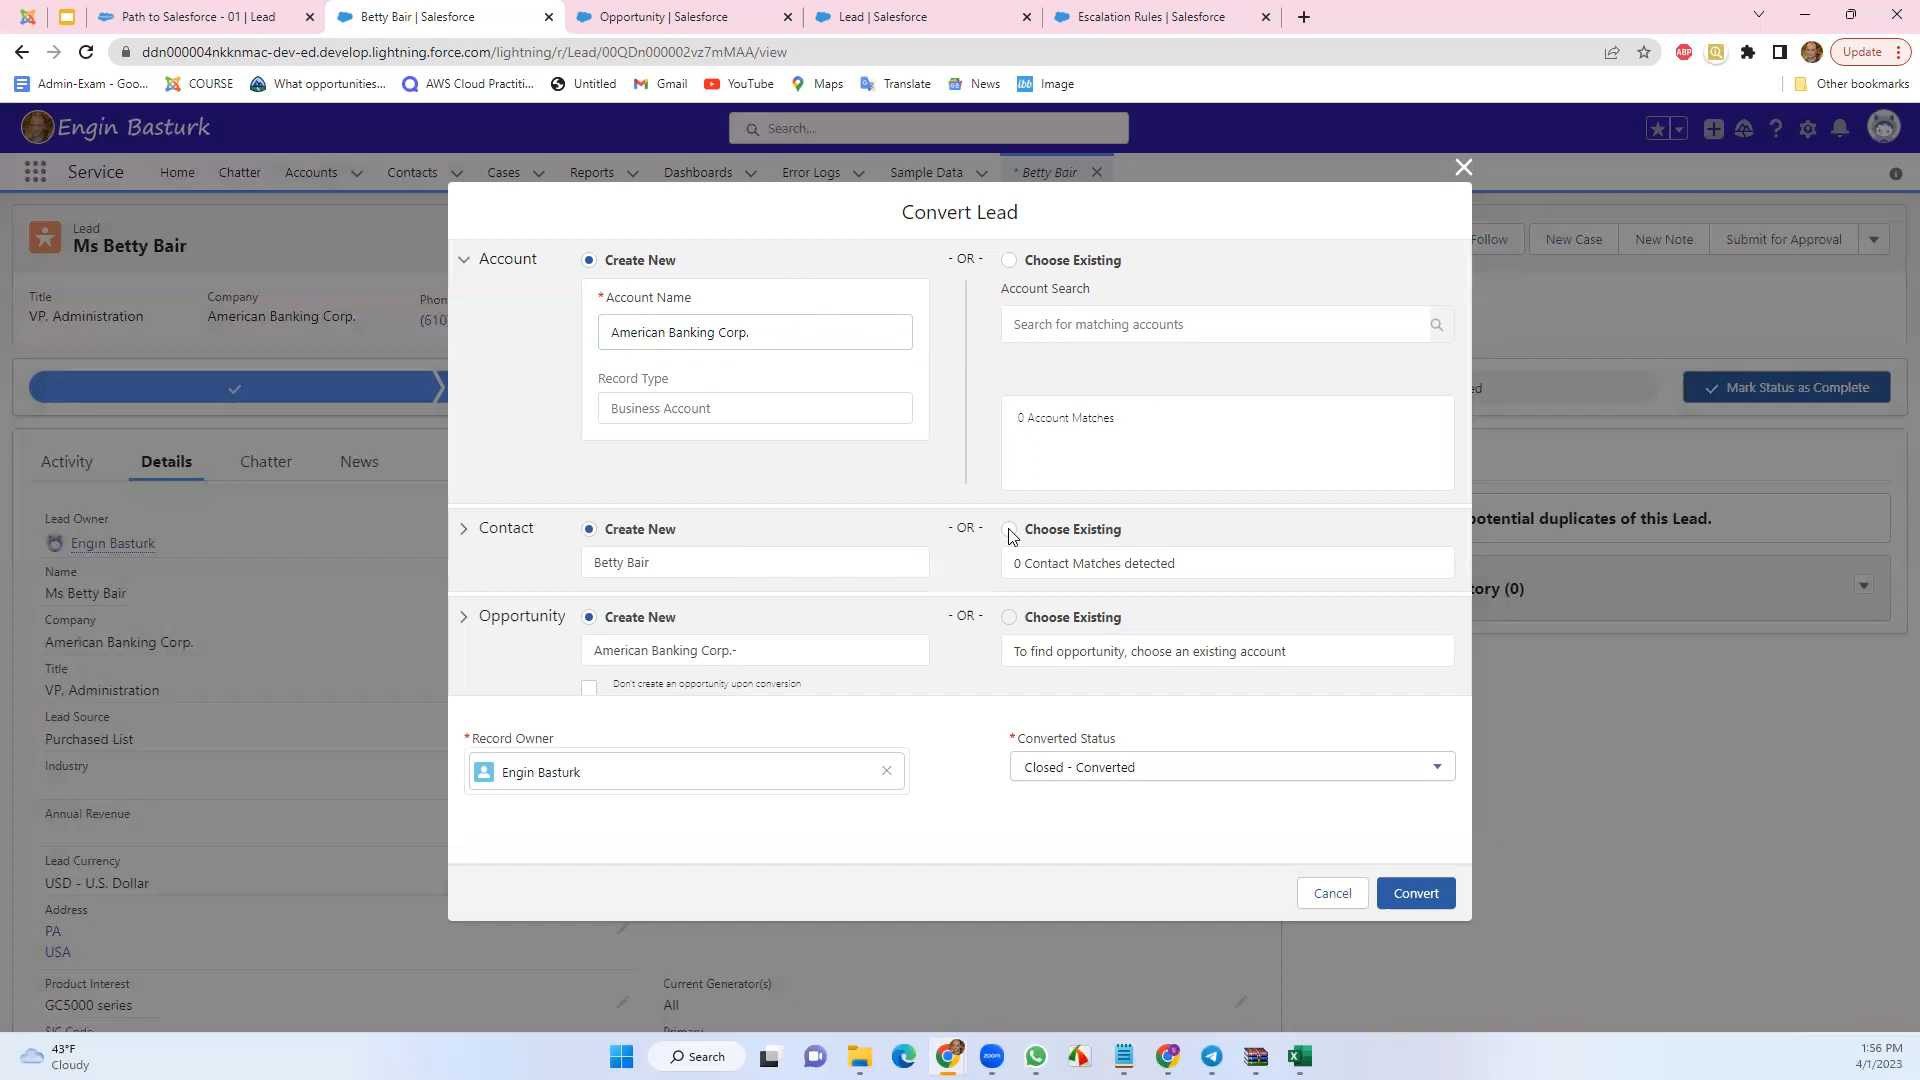 Path to Salesforce - 01 | Lead
Betty Bair | Salesforce
Opportunity | Salesforce
Lead | Salesforce
Escalation Rules | Salesforce
ddn000004nkknmac-dev-ed.develop.lightning.force.com/lightning/r/Lead/00QDn000002vz7mMAA/view
ABP
Update
Admin-Exam - Goo...
COURSE
What opportunities...
AWS Cloud Practiti...
Untitled
Gmail
YouTube
Maps
Translate
News
ibb
Image
Other bookmarks
Engin Basturk
Search...
Service
Home
Chatter
Accounts
Contacts
Cases
Reports
Dashboards
Error Logs
Sample Data
* Betty Bair
Lead
Ms Betty Bair
Follow
New Case
New Note
Submit for Approval
Title
VP, Administration
Company
American Banking Corp.
Phon
(610
ed
Mark Status as Complete
Activity
Details
Chatter
News
Lead Owner
Engin Basturk
Name
Ms Betty Bair
Company
American Banking Corp.
Title
VP, Administration
Lead Source
Purchased List
Industry
Annual Revenue
Lead Currency
USD - U.S. Dollar
Address
PA
USA
Product Interest
GC5000 series
SIC Code
Current Generator(s)
All
Primary
potential duplicates of this Lead.
tory (0)
Convert Lead
Account
Create New
- OR -
Choose Existing
* Account Name
American Banking Corp.
Record Type
Business Account
Account Search
Search for matching accounts
0 Account Matches
Contact
Create New
- OR -
Choose Existing
Betty Bair
0 Contact Matches detected
Opportunity
Create New
- OR -
Choose Existing
American Banking Corp.-
To find opportunity, choose an existing account
Don't create an opportunity upon conversion
* Record Owner
Engin Basturk
* Converted Status
Closed - Converted
Cancel
Convert
43°F
Cloudy
Search
zoom
1:56 PM
4/1/2023